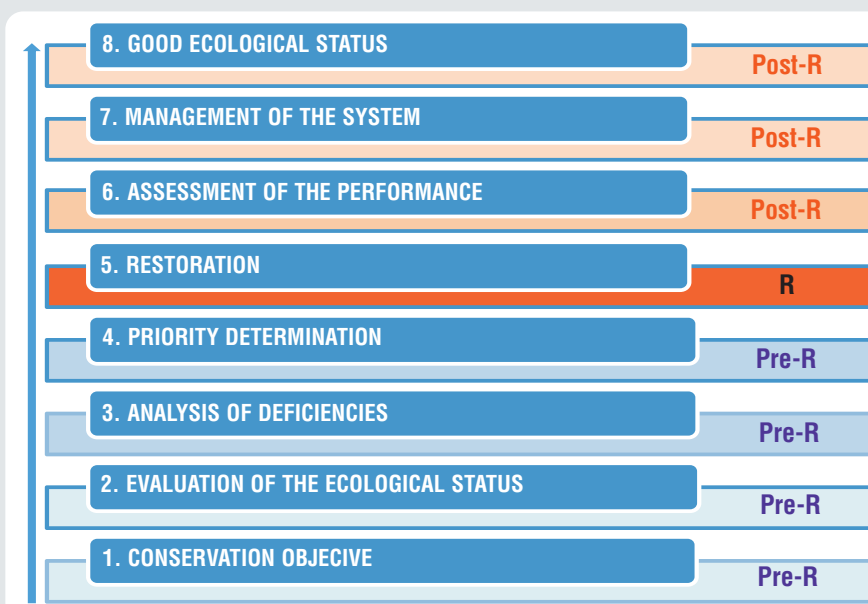 8. GOOD ECOLOGICAL STATUS
Post-R
7. MANAGEMENT OF THE SYSTEM
Post-R
6. ASSESSMENT OF THE PERFORMANCE
Post-R
5. RESTORATION
R
4. PRIORITY DETERMINATION
Pre-R
3. ANALYSIS OF DEFICIENCIES
Pre-R
2. EVALUATION OF THE ECOLOGICAL STATUS
Pre-R
1. CONSERVATION OBJECIVE
Pre-R